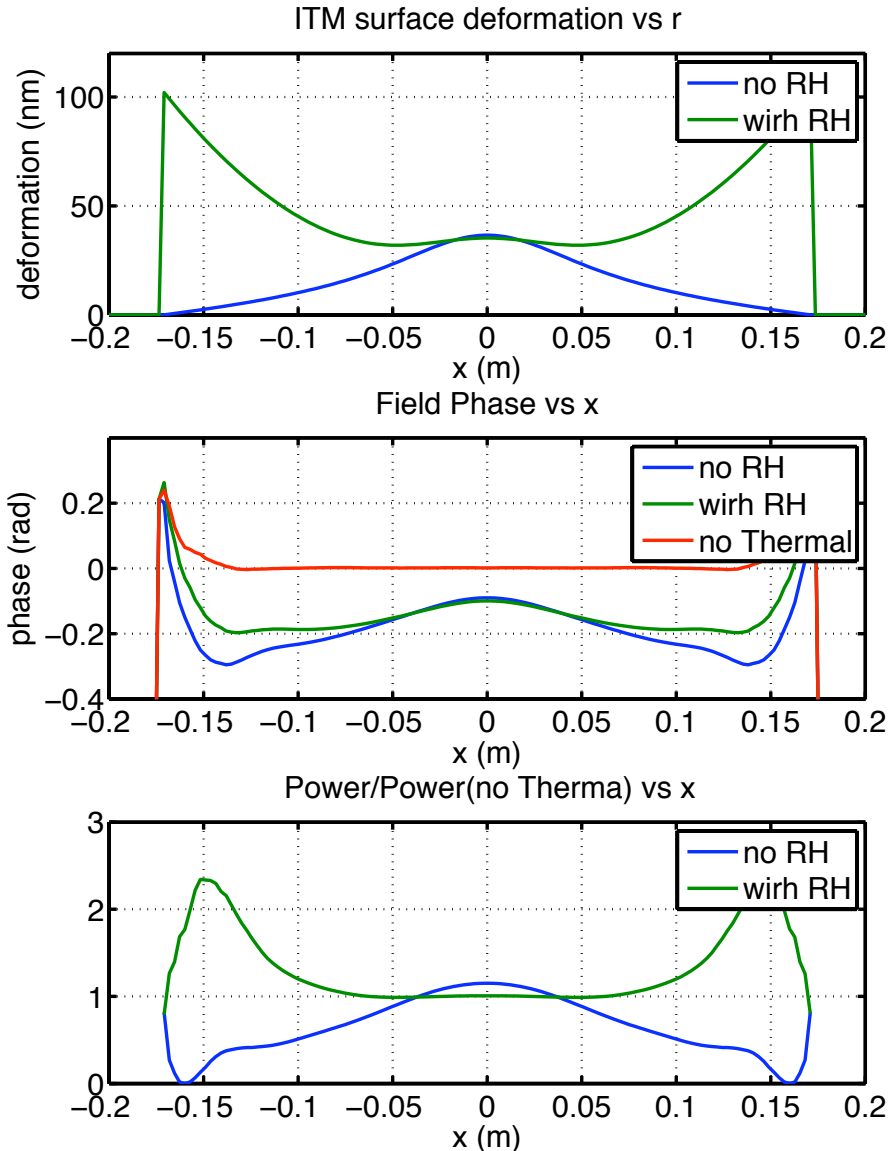 ITM surface deformation vs r
deformation (nm)
100
50
0
no RH
wirh RH
−0.2 −0.15 −0.1 −0.05 0 0.05 0.1 0.15 0.2
x (m)
Field Phase vs x
phase (rad)
0.2
0
−0.2
−0.4
no RH
wirh RH
no Thermal
−0.2 −0.15 −0.1 −0.05 0 0.05 0.1 0.15 0.2
x (m)
Power/Power(no Therma) vs x
3
2
1
0
no RH
wirh RH
−0.2 −0.15 −0.1 −0.05 0 0.05 0.1 0.15 0.2
x (m)